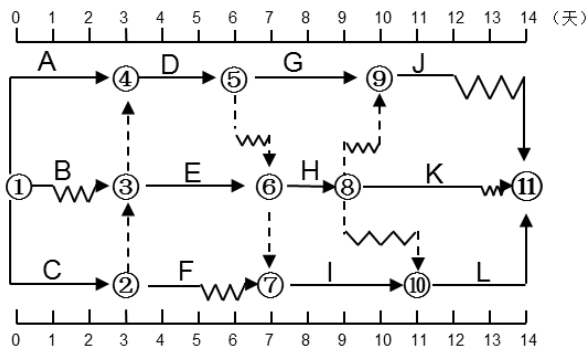 0 1 2 3 4 5 6 7 8 9 10 11 12 13 14 （天）
A D G J
④ ⑤ ⑨
B E H K
① ③ ⑥ ⑧ ⑪
C F I L
② ⑦ ⑩
0 1 2 3 4 5 6 7 8 9 10 11 12 13 14